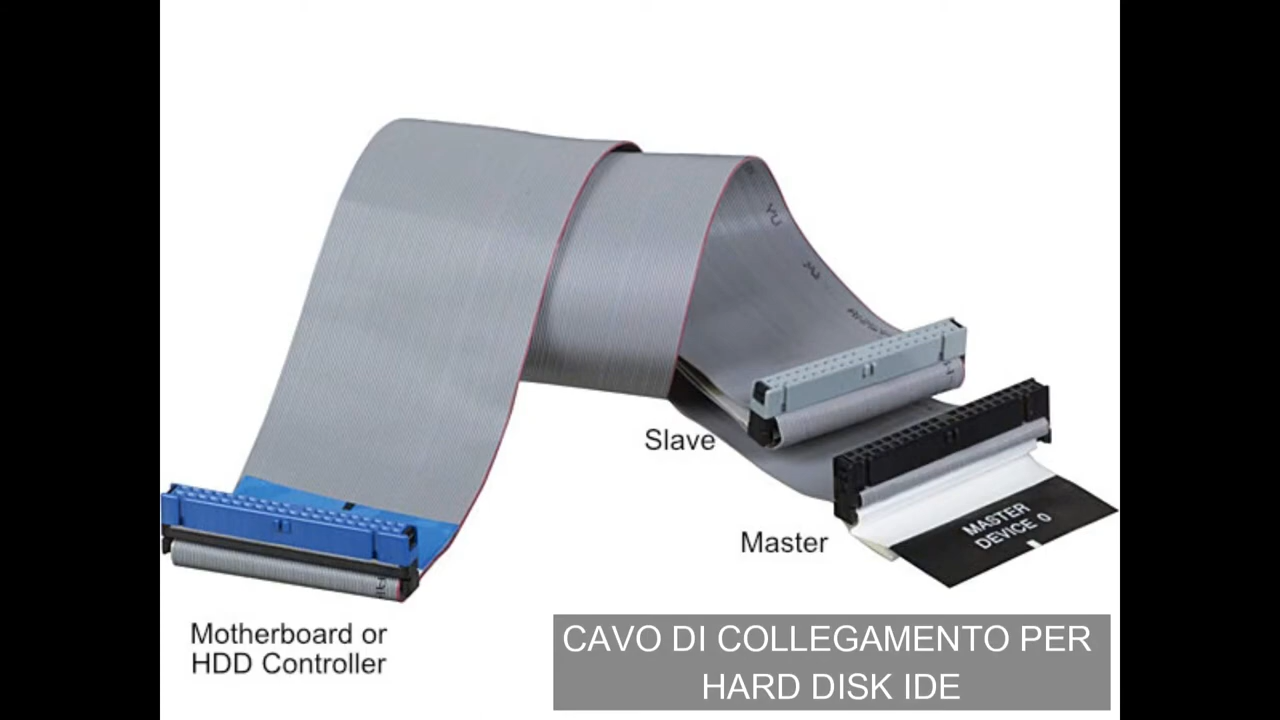 Slave
MASTER
DEVICE 0
Master
Motherboard or
HDD Controller
CAVO DI COLLEGAMENTO PER
HARD DISK IDE